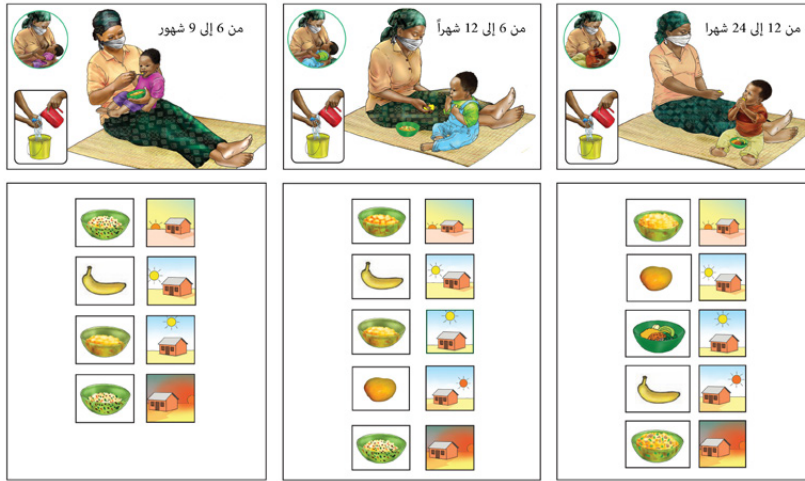 من 12 إلى 24 شهرا
من 6 إلى 12 شهراً
من 6 إلى 9 شهور